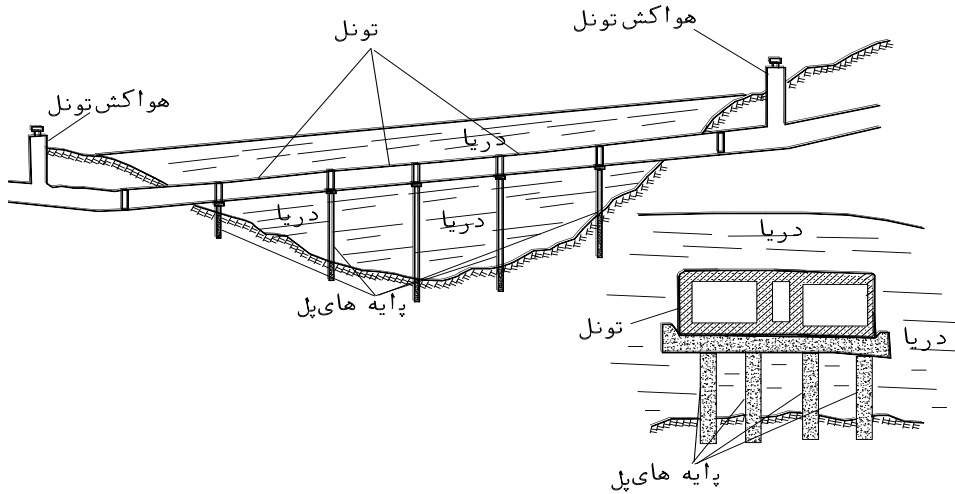 هواکش تونل
تونل
هواکش تونل
دریا
دریا
دریا
پایه های پل
دریا
تونل
دریا
پایه های پل